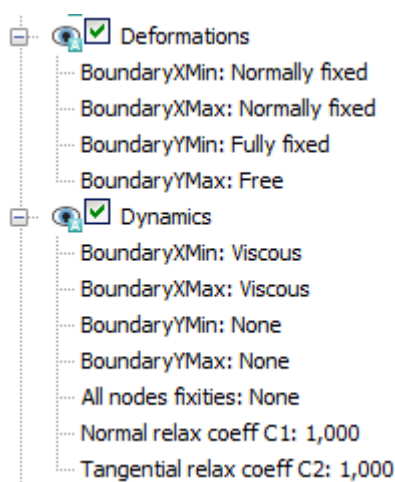 Deformations
BoundaryXMin: Normally fixed
BoundaryXMax: Normally fixed
BoundaryYMin: Fully fixed
BoundaryYMax: Free
Dynamics
BoundaryXMin: Viscous
BoundaryXMax: Viscous
BoundaryYMin: None
BoundaryYMax: None
All nodes fixities: None
Normal relax coeff C1: 1,000
Tangential relax coeff C2: 1,000